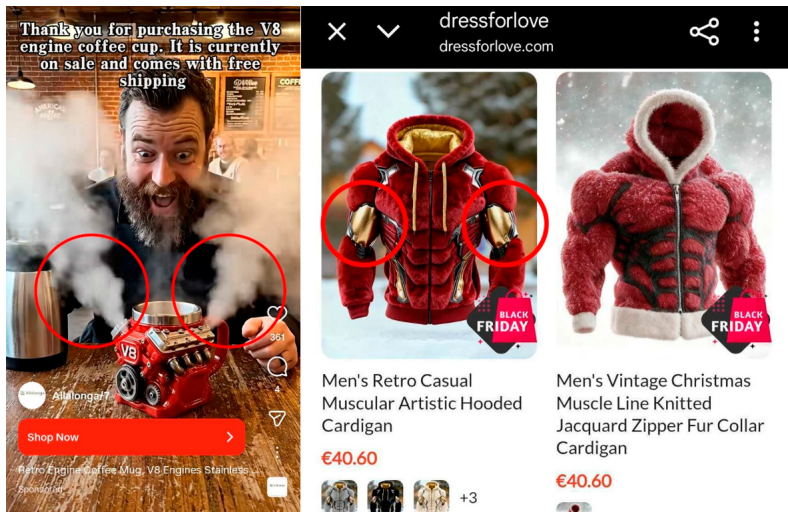 Thank you for purchasing the V8
engine coffee cup. It is currently
on sale and comes with free
shipping
COFF
V8
361
4
Allalonga77
Shop Now
Retro Engine Coffee Mug, V8 Engines Stainless ...
Sponsored
dressforlove
dressforlove.com
BLACK
FRIDAY
BLACK
FRIDAY
Men's Retro Casual
Muscular Artistic Hooded
Cardigan
€40.60
+3
Men's Vintage Christmas
Muscle Line Knitted
Jacquard Zipper Fur Collar
Cardigan
€40.60